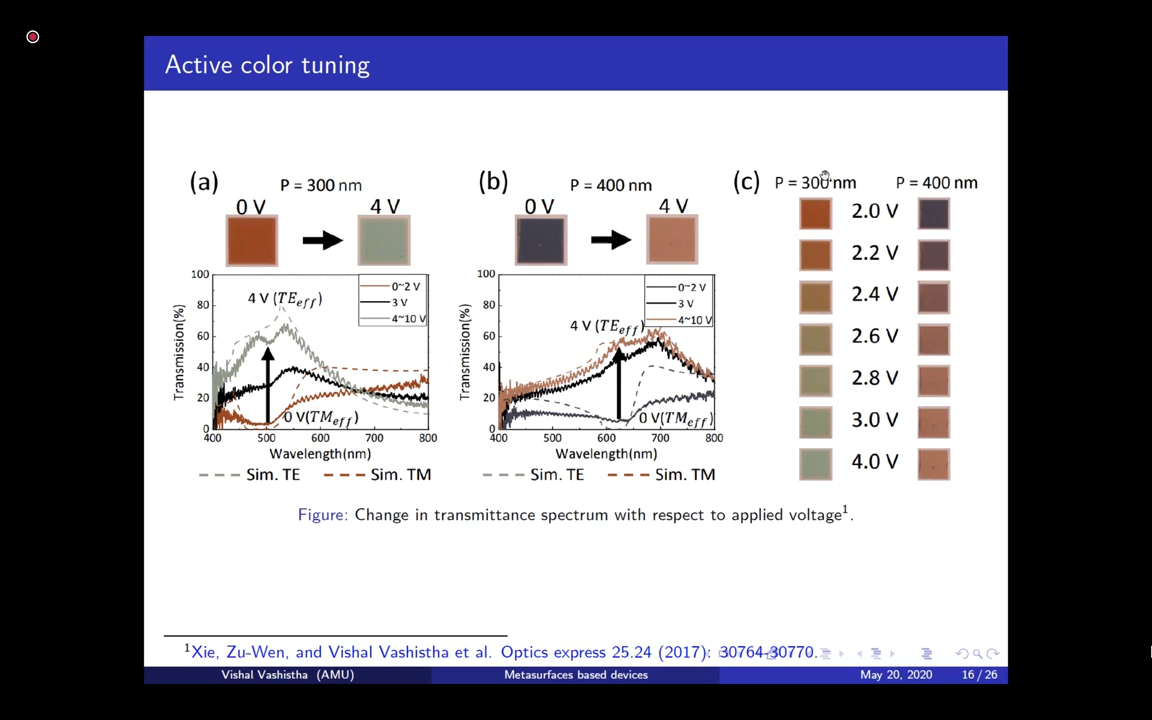 Active color tuning
(a)
P = 300 nm
0 V
4 V
100
80
60
40
20
0
Transmission(%)
4 V (TE_eff)
0~2 V
3 V
4~10 V
0 V(TM_eff)
400 500 600 700 800
Wavelength(nm)
Sim. TE Sim. TM
(b)
P = 400 nm
0 V
4 V
100
80
60
40
20
0
Transmission(%)
4 V (TE_eff)
0~2 V
3 V
4~10 V
0 V(TM_eff)
400 500 600 700 800
Wavelength(nm)
Sim. TE Sim. TM
(c)
P = 300 nm P = 400 nm
2.0 V
2.2 V
2.4 V
2.6 V
2.8 V
3.0 V
4.0 V
Figure: Change in transmittance spectrum with respect to applied voltage¹.
¹Xie, Zu-Wen, and Vishal Vashistha et al. Optics express 25.24 (2017): 30764-30770.
Vishal Vashistha (AMU) Metasurfaces based devices May 20, 2020 16 / 26